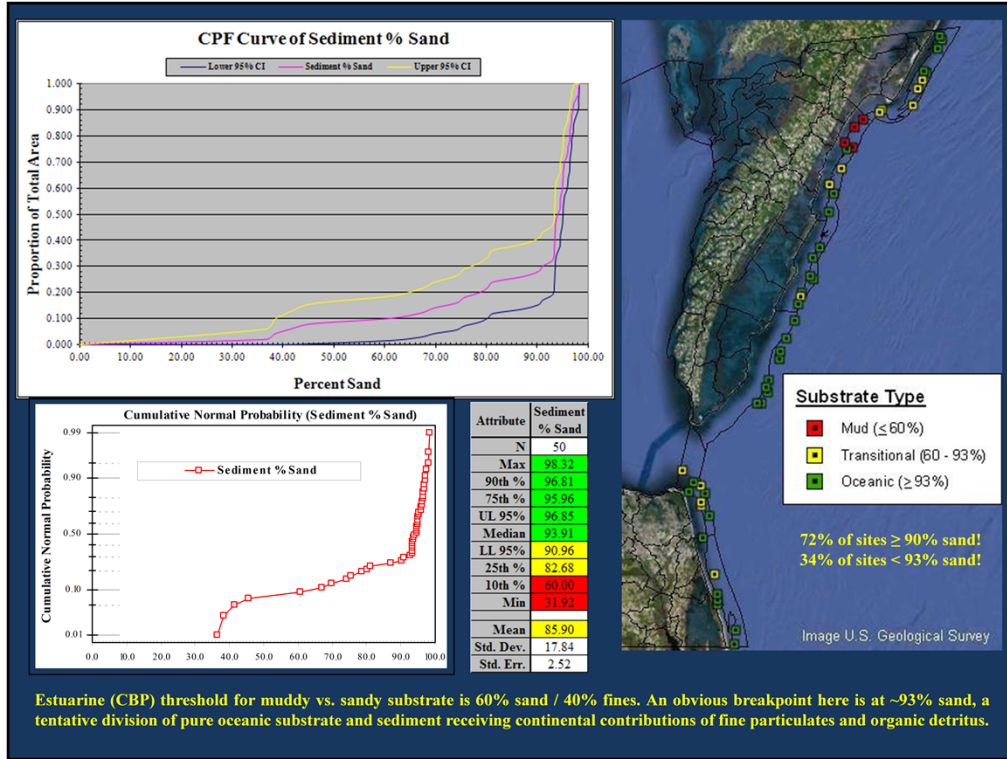 CPF Curve of Sediment % Sand
Lower 95% CI
Sediment % Sand
Upper 95% CI
Proportion of Total Area
1.000
0.900
0.800
0.700
0.600
0.500
0.400
0.300
0.200
0.100
0.000
0.00 10.00 20.00 30.00 40.00 50.00 60.00 70.00 80.00 90.00 100.00
Percent Sand
Cumulative Normal Probability (Sediment % Sand)
Cumulative Normal Probability
0.99
0.90
0.50
0.10
0.01
Sediment % Sand
0.0 10.0 20.0 30.0 40.0 50.0 60.0 70.0 80.0 90.0 100.0
Attribute Sediment % Sand
N 50
Max 98.32
90th % 96.81
75th % 95.96
UL 95% 96.85
Median 93.91
LL 95% 90.96
25th % 82.68
10th % 60.00
Min 31.92
Mean 85.90
Std. Dev. 17.84
Std. Err. 2.52
Substrate Type
Mud (≤ 60%)
Transitional (60 - 93%)
Oceanic (≥ 93%)
72% of sites ≥ 90% sand!
34% of sites < 93% sand!
Image U.S. Geological Survey
Estuarine (CBP) threshold for muddy vs. sandy substrate is 60% sand / 40% fines. An obvious breakpoint here is at ~93% sand, a
tentative division of pure oceanic substrate and sediment receiving continental contributions of fine particulates and organic detritus.